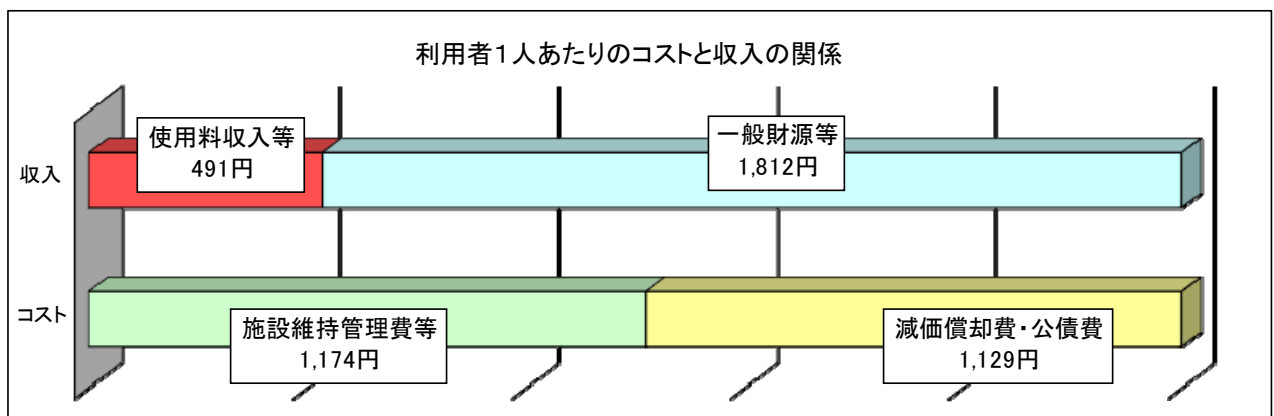 利用者１人あたりのコストと収入の関係
収入
使用料収入等
491円
一般財源等
1,812円
コスト
施設維持管理費等
1,174円
減価償却費・公債費
1,129円